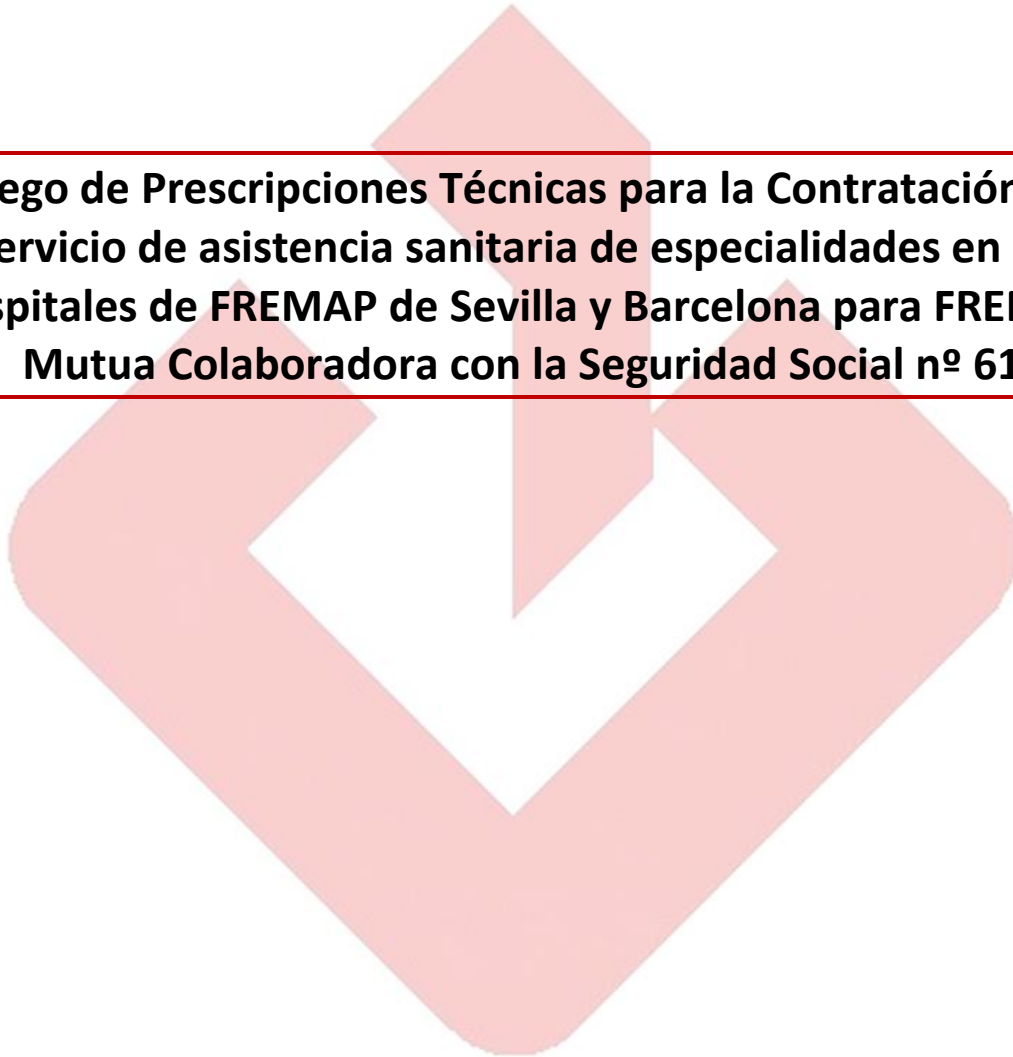 ego de Prescripciones Técnicas para la Contratación
ervicio de asistencia sanitaria de especialidades en
spitales de FREMAP de Sevilla y Barcelona para FREM
Mutua Colaboradora con la Seguridad Social nº 61